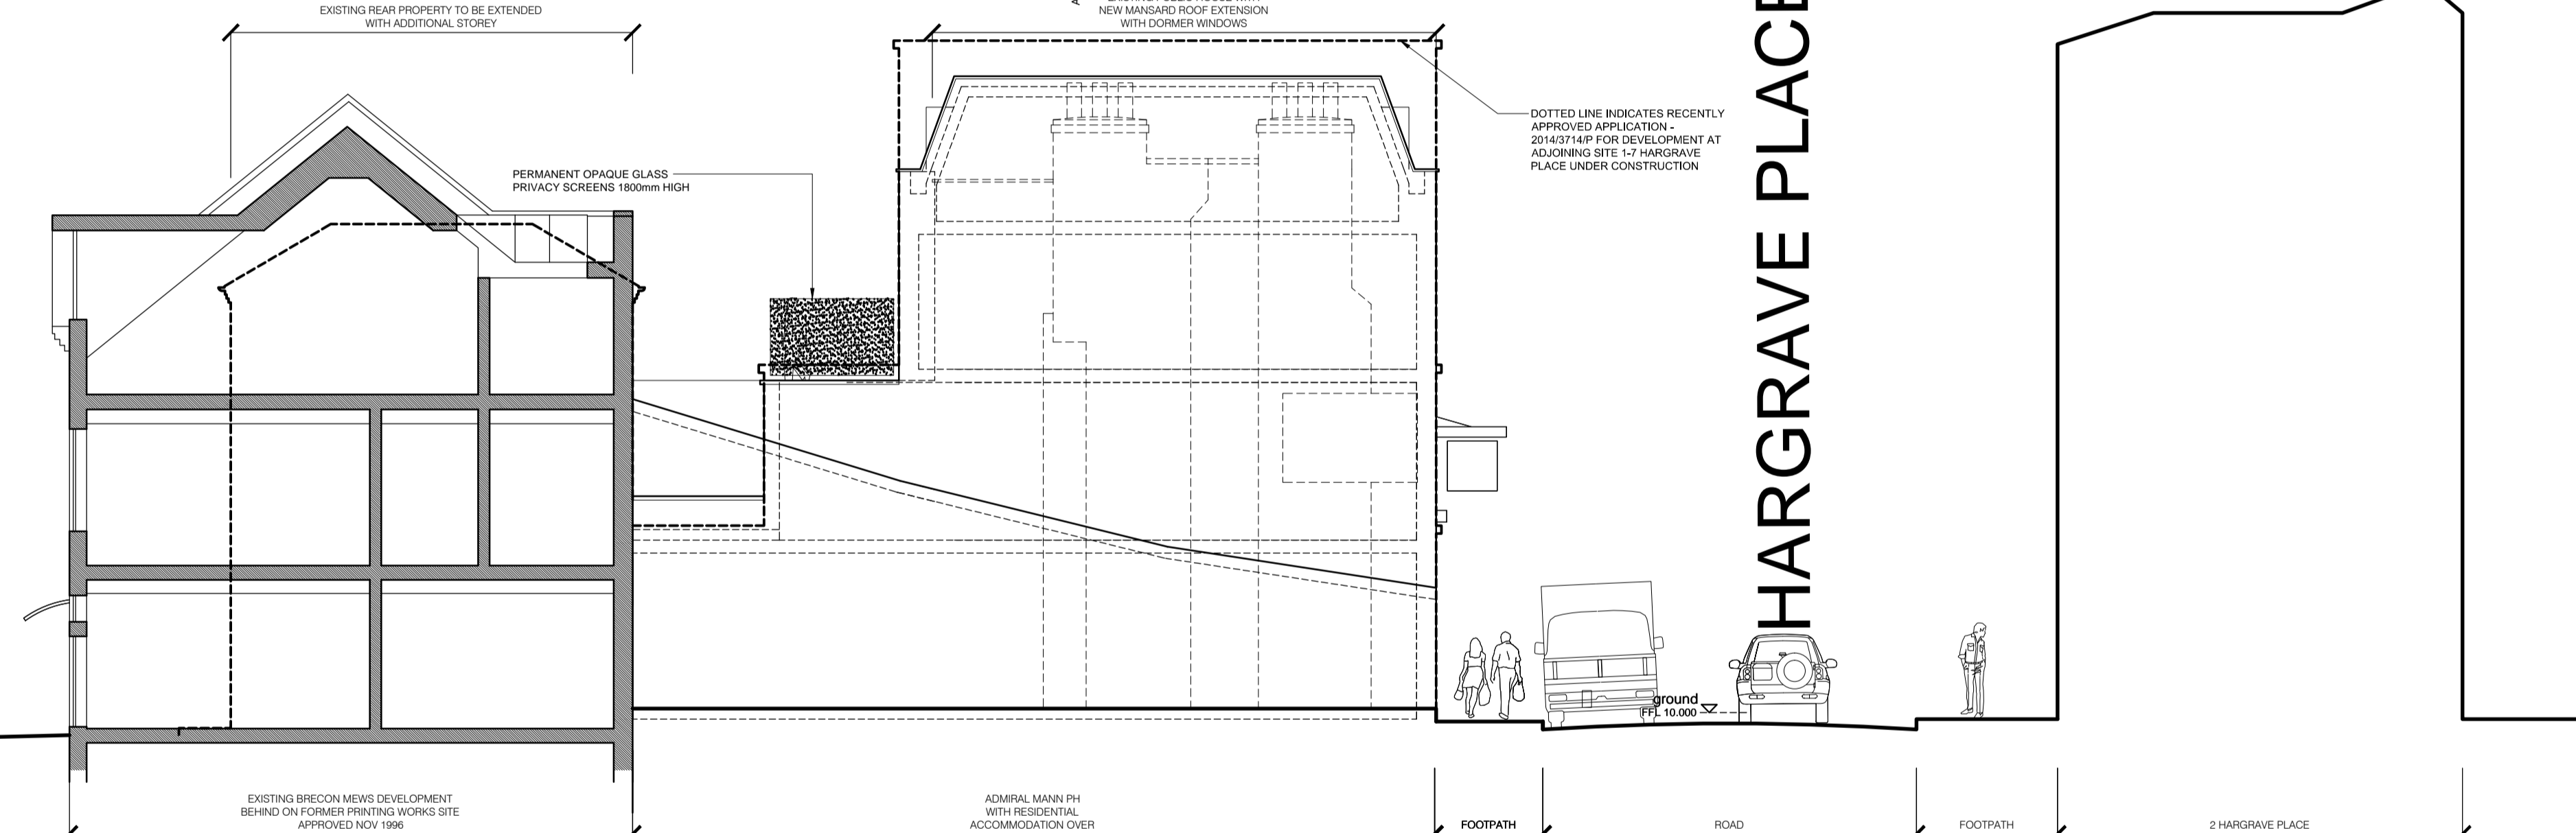 EXISTING REAR PROPERTY TO BE EXTENDED
WITH ADDITIONAL STOREY
NEW MANSARD ROOF EXTENSION
WITH DORMER WINDOWS
HARGRAVE PLACE
DOTTED LINE INDICATES RECENTLY
APPROVED APPLICATION -
2014/3714/P FOR DEVELOPMENT AT
ADJOINING SITE 1-7 HARGRAVE
PLACE UNDER CONSTRUCTION
PERMANENT OPAQUE GLASS
PRIVACY SCREENS 1800mm HIGH
ground
FFL 10.000
EXISTING BRECON MEWS DEVELOPMENT
BEHIND ON FORMER PRINTING WORKS SITE
APPROVED NOV 1996
ADMIRAL MANN PH
WITH RESIDENTIAL
ACCOMMODATION OVER
FOOTPATH
ROAD
FOOTPATH
2 HARGRAVE PLACE